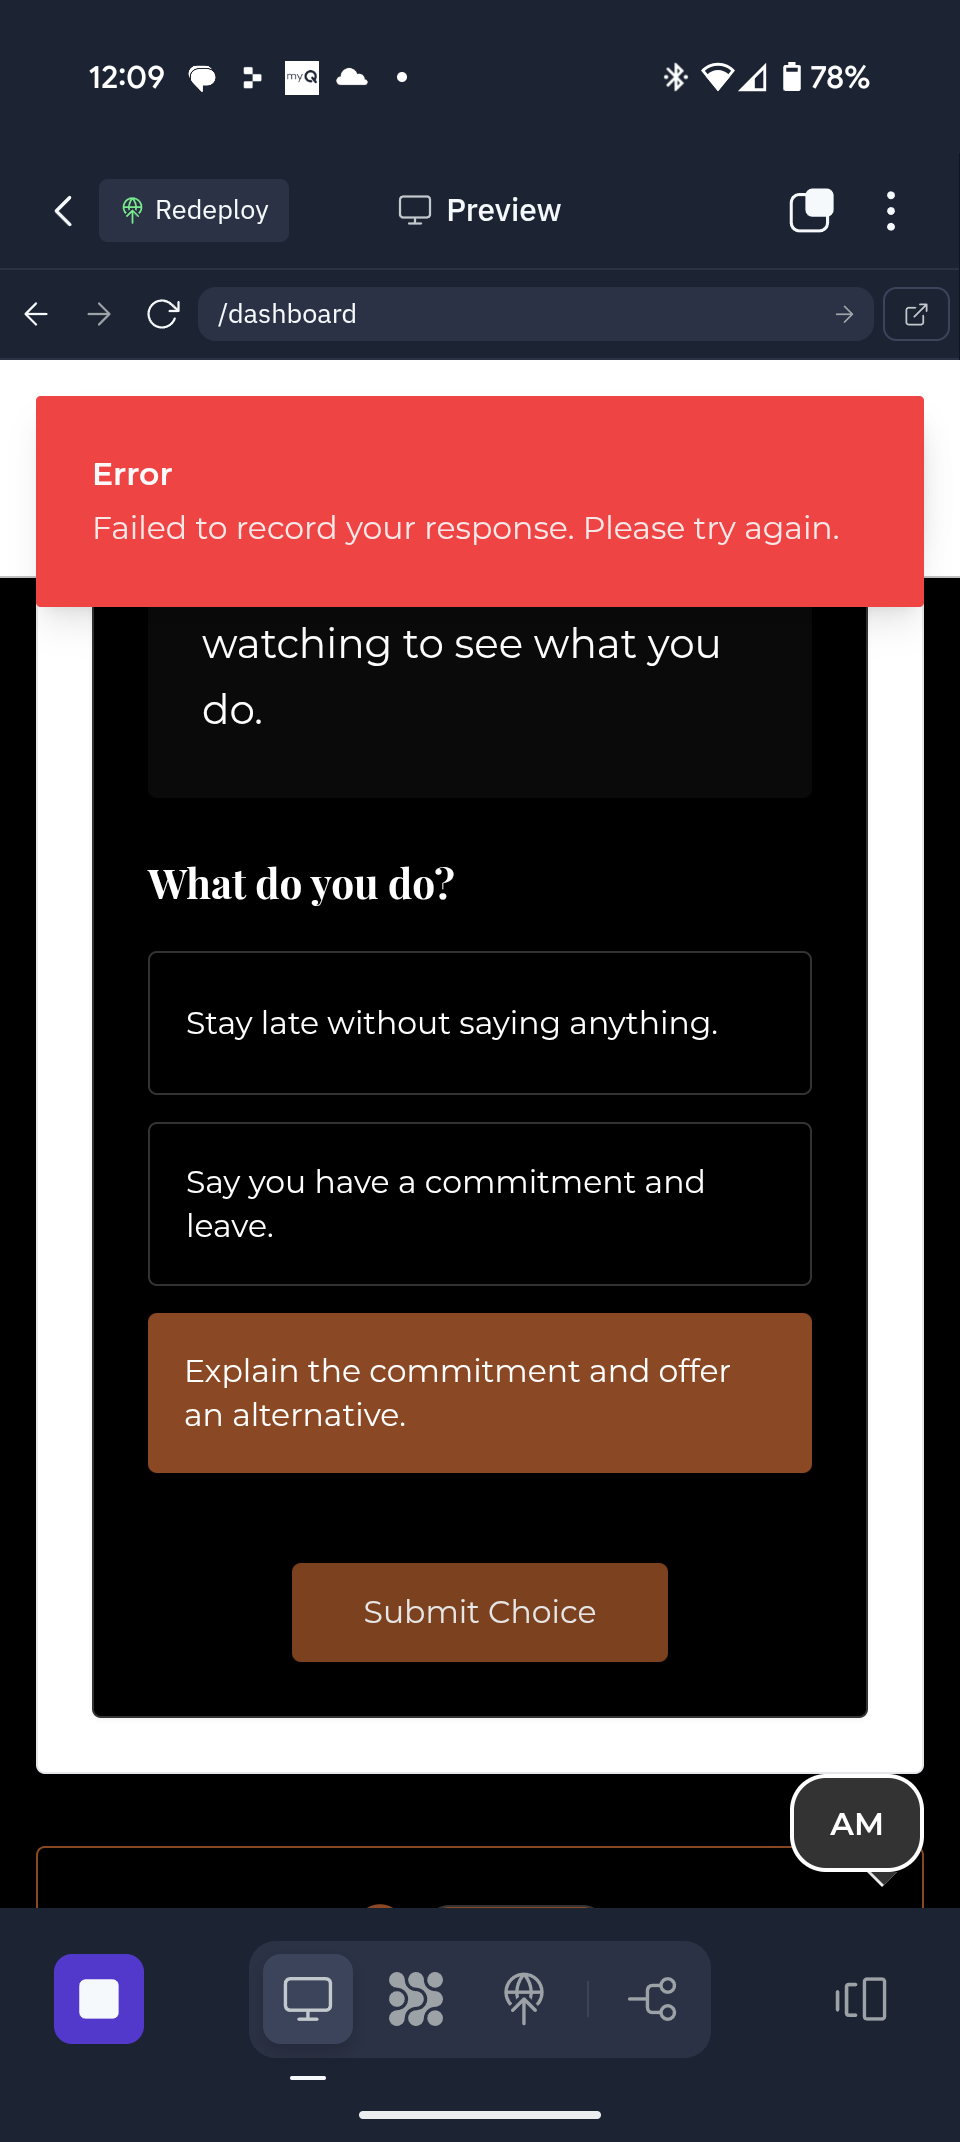 12:09
myQ
78%
Redeploy
Preview
/dashboard
Error
Failed to record your response. Please try again.
watching to see what you
do.
What do you do?
Stay late without saying anything.
Say you have a commitment and
leave.
Explain the commitment and offer
an alternative.
Submit Choice
AM